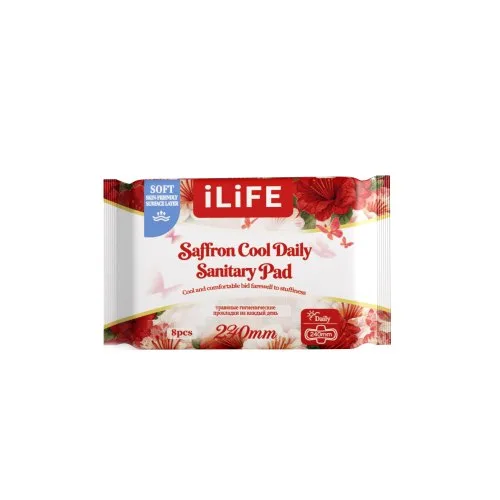 SOFT
SKIN-FRIENDLY
SURFACE LAYER
iLiFE
Saffron Cool Daily
Sanitary Pad
Cool and comfortable bid farewell to stuffiness
травяные гигиенические
прокладки на каждый день
8pcs
240mm
Daily
240mm